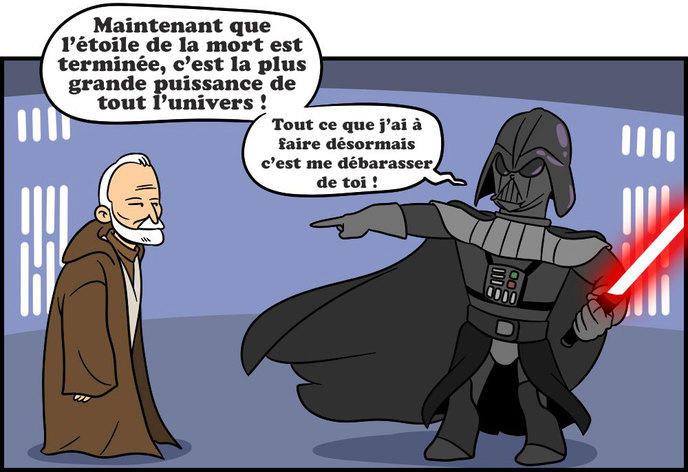 Maintenant que
l'étoile de la mort est
terminée, c'est la plus
grande puissance de
tout l'univers !
Tout ce que j'ai à
faire désormais
c'est me débarasser
de toi !